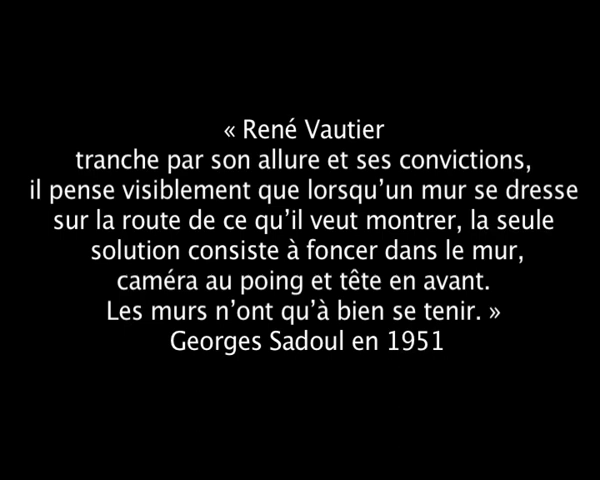 « René Vautier
tranche par son allure et ses convictions,
il pense visiblement que lorsqu’un mur se dresse
sur la route de ce qu’il veut montrer, la seule
solution consiste à foncer dans le mur,
caméra au poing et tête en avant.
Les murs n’ont qu’à bien se tenir. »
Georges Sadoul en 1951